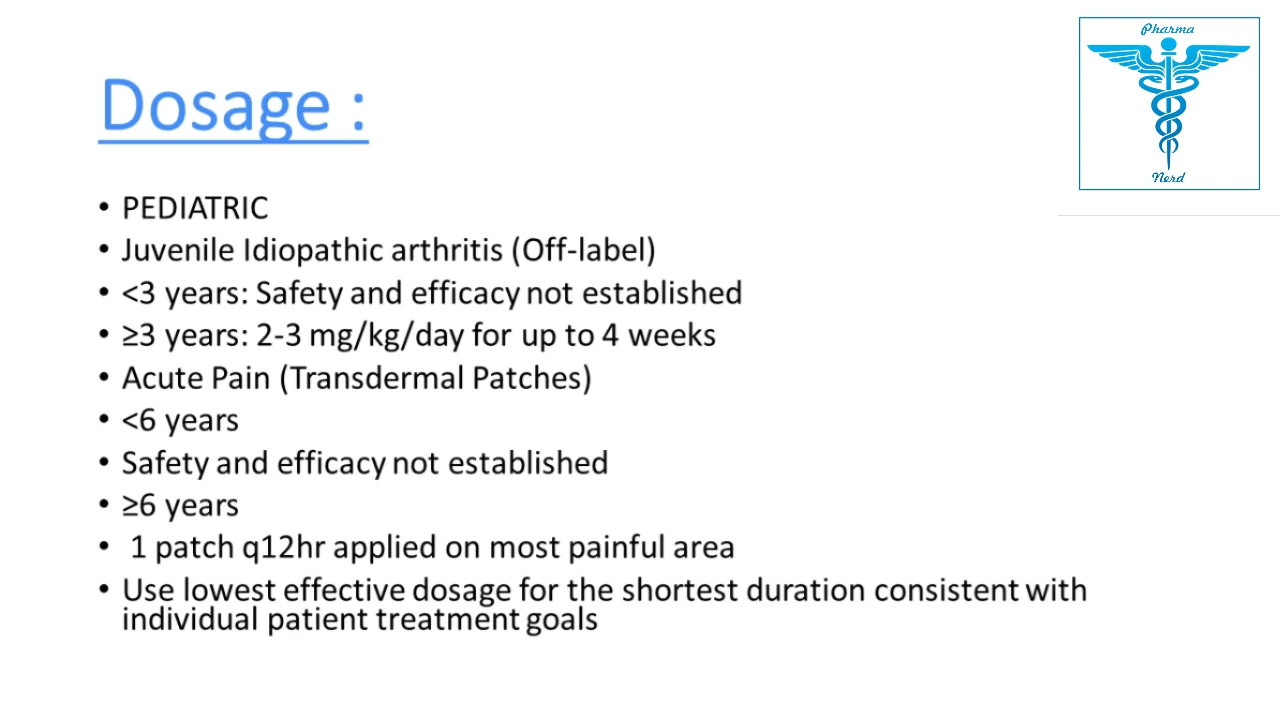 Pharma
Nerd
Dosage :
• PEDIATRIC
• Juvenile Idiopathic arthritis (Off-label)
• <3 years: Safety and efficacy not established
• ≥3 years: 2-3 mg/kg/day for up to 4 weeks
• Acute Pain (Transdermal Patches)
• <6 years
• Safety and efficacy not established
• ≥6 years
• 1 patch q12hr applied on most painful area
• Use lowest effective dosage for the shortest duration consistent with
individual patient treatment goals